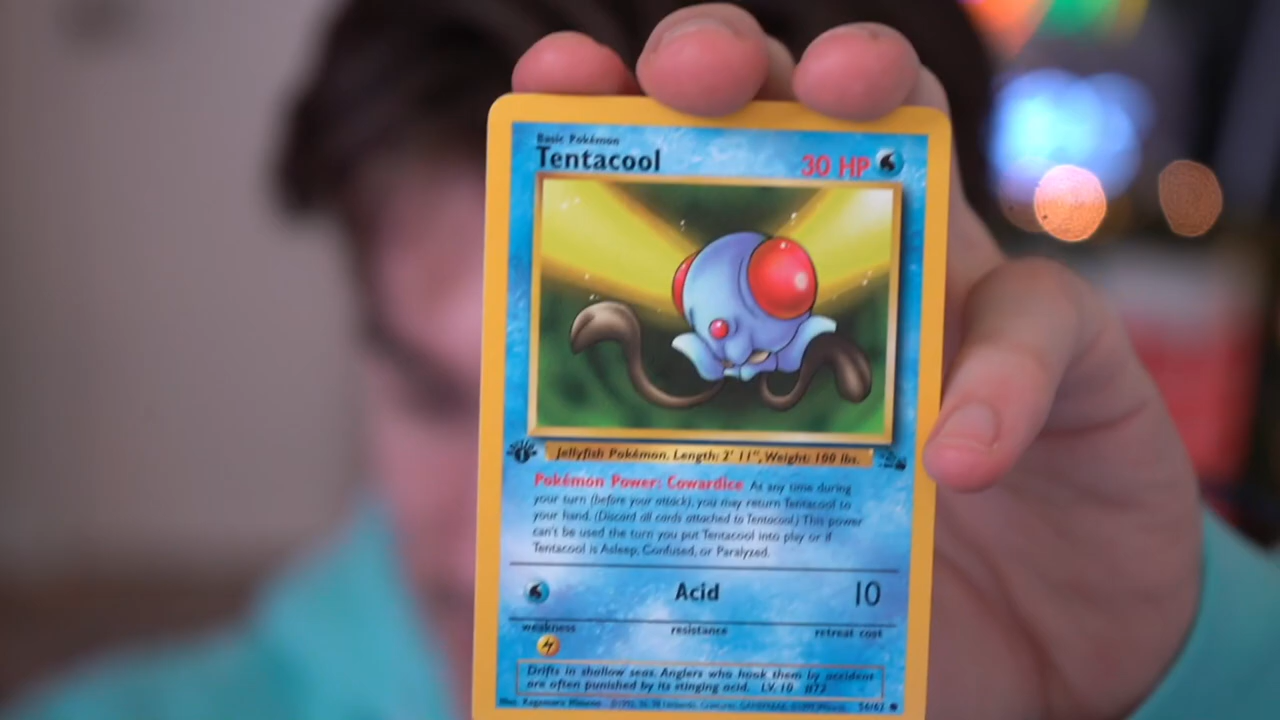 Basic Pokémon
Tentacool 30 HP
Jellyfish Pokémon. Length: 2' 11", Weight: 100 lbs.
Pokémon Power: Cowardice As any time during
your turn (before your attack), you may return Tentacool to
your hand. (Discard all cards attached to Tentacool.) This power
can't be used the turn you put Tentacool into play or if
Tentacool is Asleep, Confused, or Paralyzed.
Acid 10
weakness resistance retreat cost
Drifts in shallow seas. Anglers who hook them by accident
are often punished by its stinging acid. LV. 10 #72
56/62